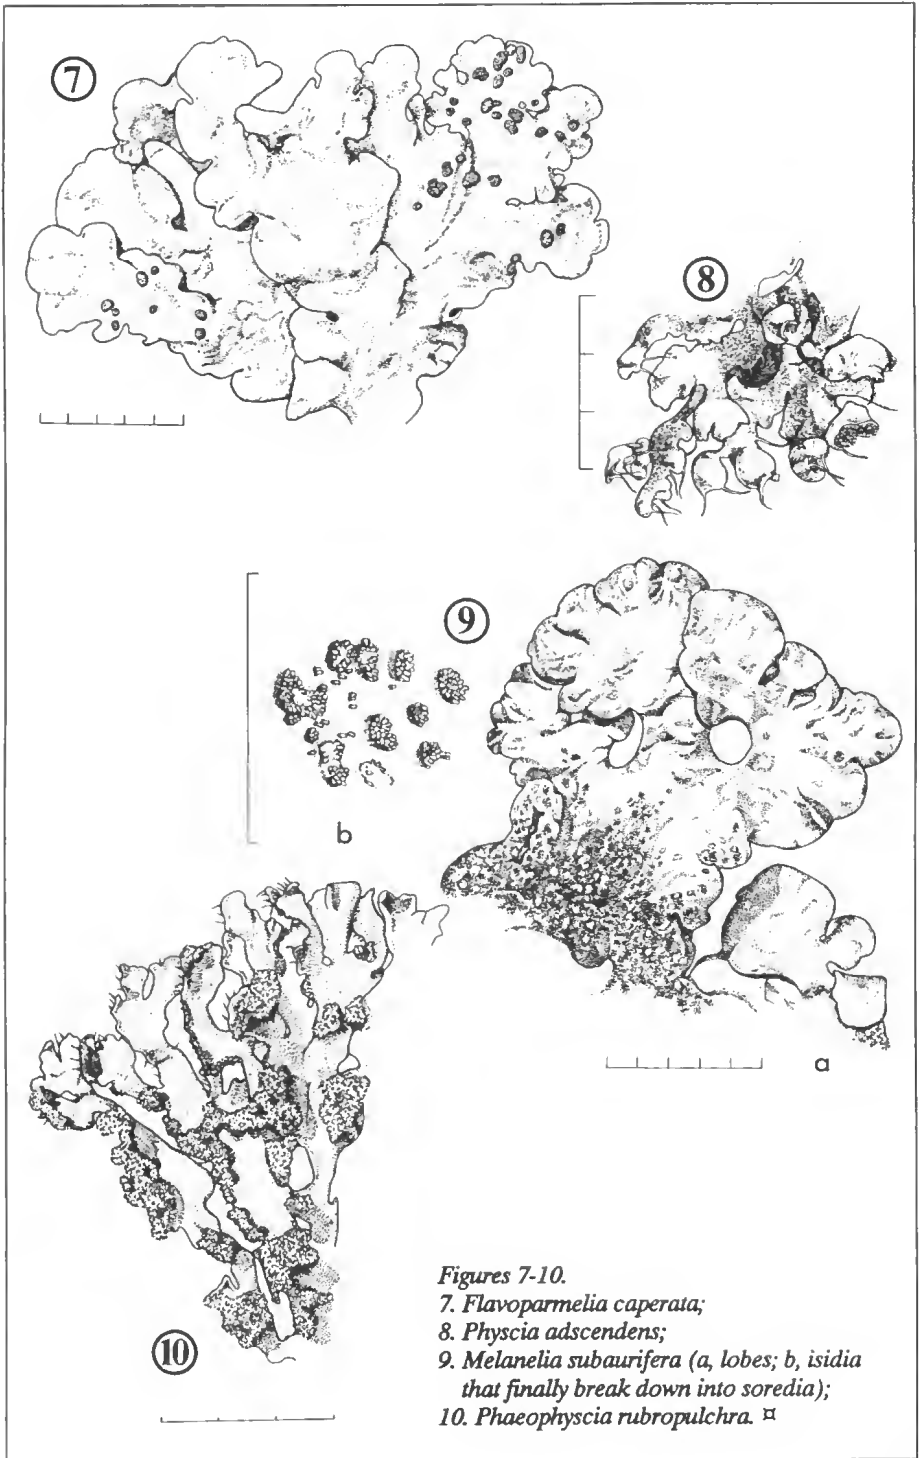 7
8
9
b
a
10
Figures 7-10.
7. Flavoparmelia caperata;
8. Physcia adscendens;
9. Melanelia subaurifera (a, lobes; b, isidia
that finally break down into soredia);
10. Phaeophyscia rubropulchra. ¤